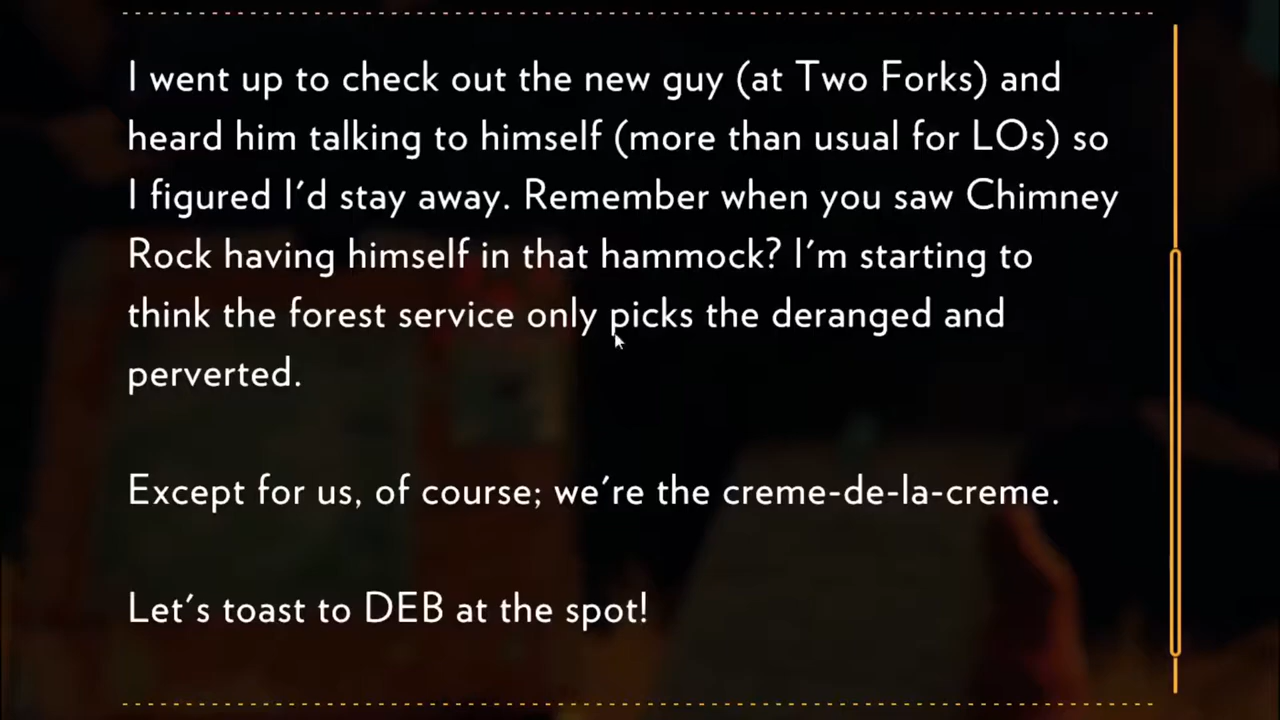 I went up to check out the new guy (at Two Forks) and
heard him talking to himself (more than usual for LOs) so
I figured I'd stay away. Remember when you saw Chimney
Rock having himself in that hammock? I'm starting to
think the forest service only picks the deranged and
perverted.
Except for us, of course; we're the creme-de-la-creme.
Let's toast to DEB at the spot!